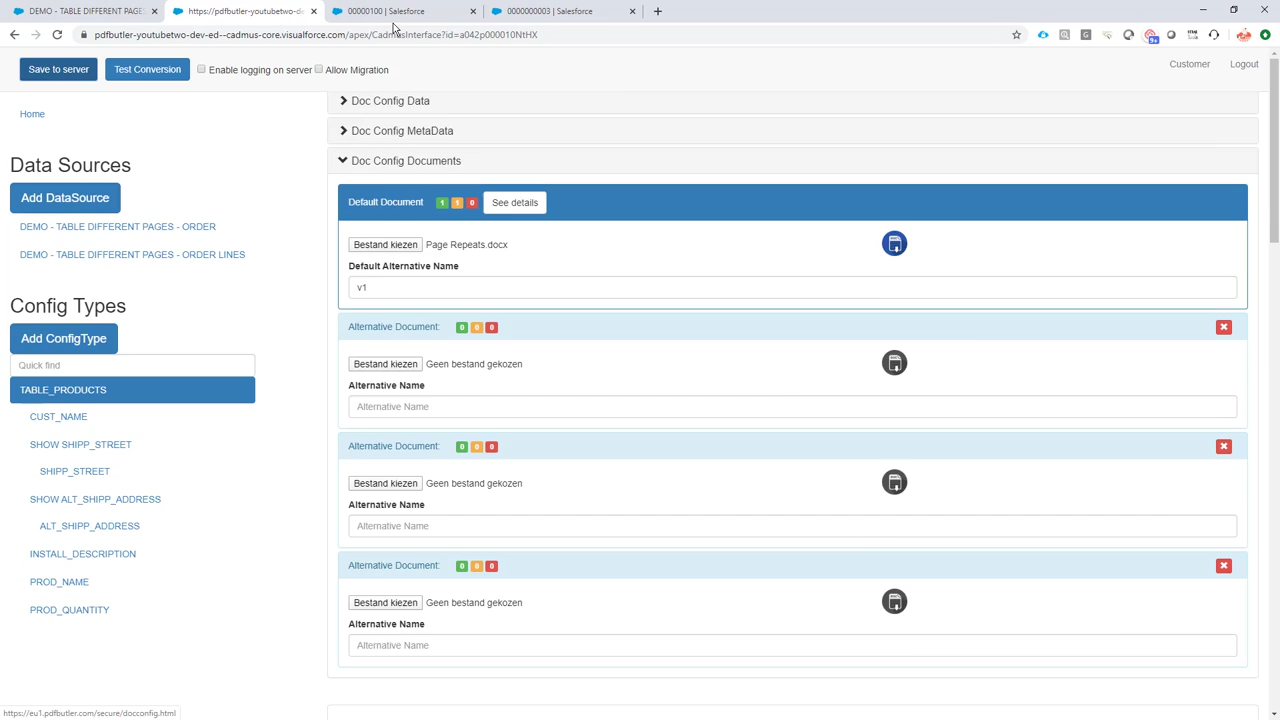 DEMO - TABLE DIFFERENT PAGES
https://pdfbutler-youtubetwo-de
00000100 | Salesforce
0000000003 | Salesforce
pdfbutler-youtubetwo-dev-ed--cadmus-core.visualforce.com/apex/CadmusInterface?id=a042p000010NtHX
9+
Save to server
Test Conversion
Enable logging on server
Allow Migration
Customer
Logout
Home
Data Sources
Add DataSource
DEMO - TABLE DIFFERENT PAGES - ORDER
DEMO - TABLE DIFFERENT PAGES - ORDER LINES
Config Types
Add ConfigType
Quick find
TABLE_PRODUCTS
CUST_NAME
SHOW SHIPP_STREET
SHIPP_STREET
SHOW ALT_SHIPP_ADDRESS
ALT_SHIPP_ADDRESS
INSTALL_DESCRIPTION
PROD_NAME
PROD_QUANTITY
Doc Config Data
Doc Config MetaData
Doc Config Documents
Default Document 1 1 0 See details
Bestand kiezen Page Repeats.docx
Default Alternative Name
v1
Alternative Document: 0 0 0
Bestand kiezen Geen bestand gekozen
Alternative Name
Alternative Name
Alternative Document: 0 0 0
Bestand kiezen Geen bestand gekozen
Alternative Name
Alternative Name
Alternative Document: 0 0 0
Bestand kiezen Geen bestand gekozen
Alternative Name
Alternative Name
https://eu1.pdfbutler.com/secure/docconfig.html